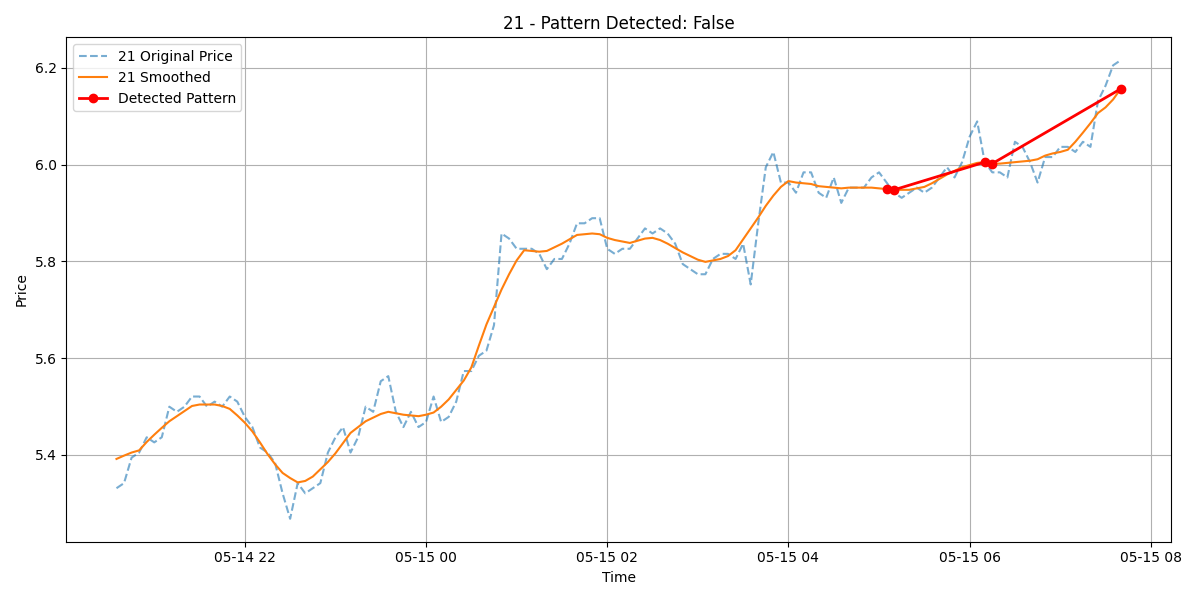 21 - Pattern Detected: False
21 Original Price
21 Smoothed
Detected Pattern
Price
6.2
6.0
5.8
5.6
5.4
05-14 22
05-15 00
05-15 02
05-15 04
05-15 06
05-15 08
Time